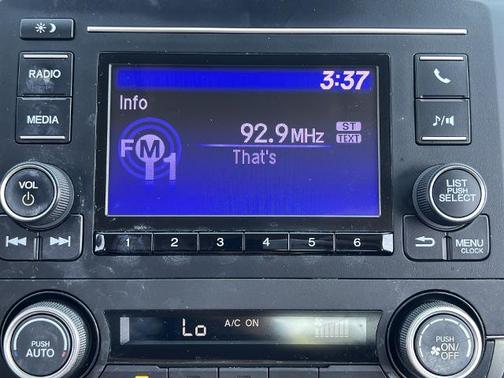 3:37
RADIO
Info
MEDIA
♪/
92.9MHz
ST
TEXT
FM1
That's
VOL
LIST
PUSH
SELECT
1 2 3 4 5 6
MENU
CLOCK
PUSH
AUTO
Lo
A/C ON
PUSH
ON/
OFF